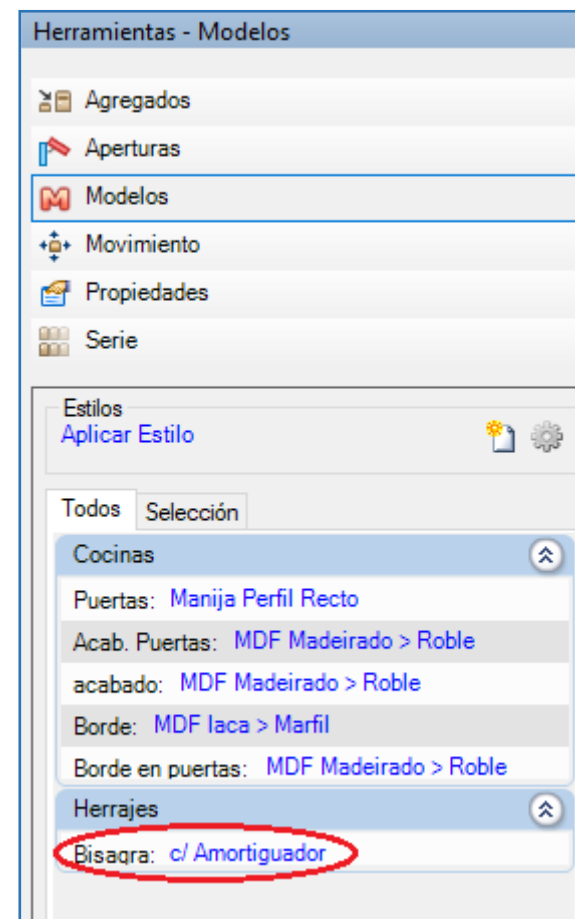 Herramientas - Modelos
Agregados
Aperturas
Modelos
Movimiento
Propiedades
Serie
Estilos
Aplicar Estilo
Todos Selección
Cocinas
Puertas: Manija Perfil Recto
Acab. Puertas: MDF Madeirado > Roble
acabado: MDF Madeirado > Roble
Borde: MDF laca > Marfil
Borde en puertas: MDF Madeirado > Roble
Herrajes
Bisagra: c/ Amortiguador